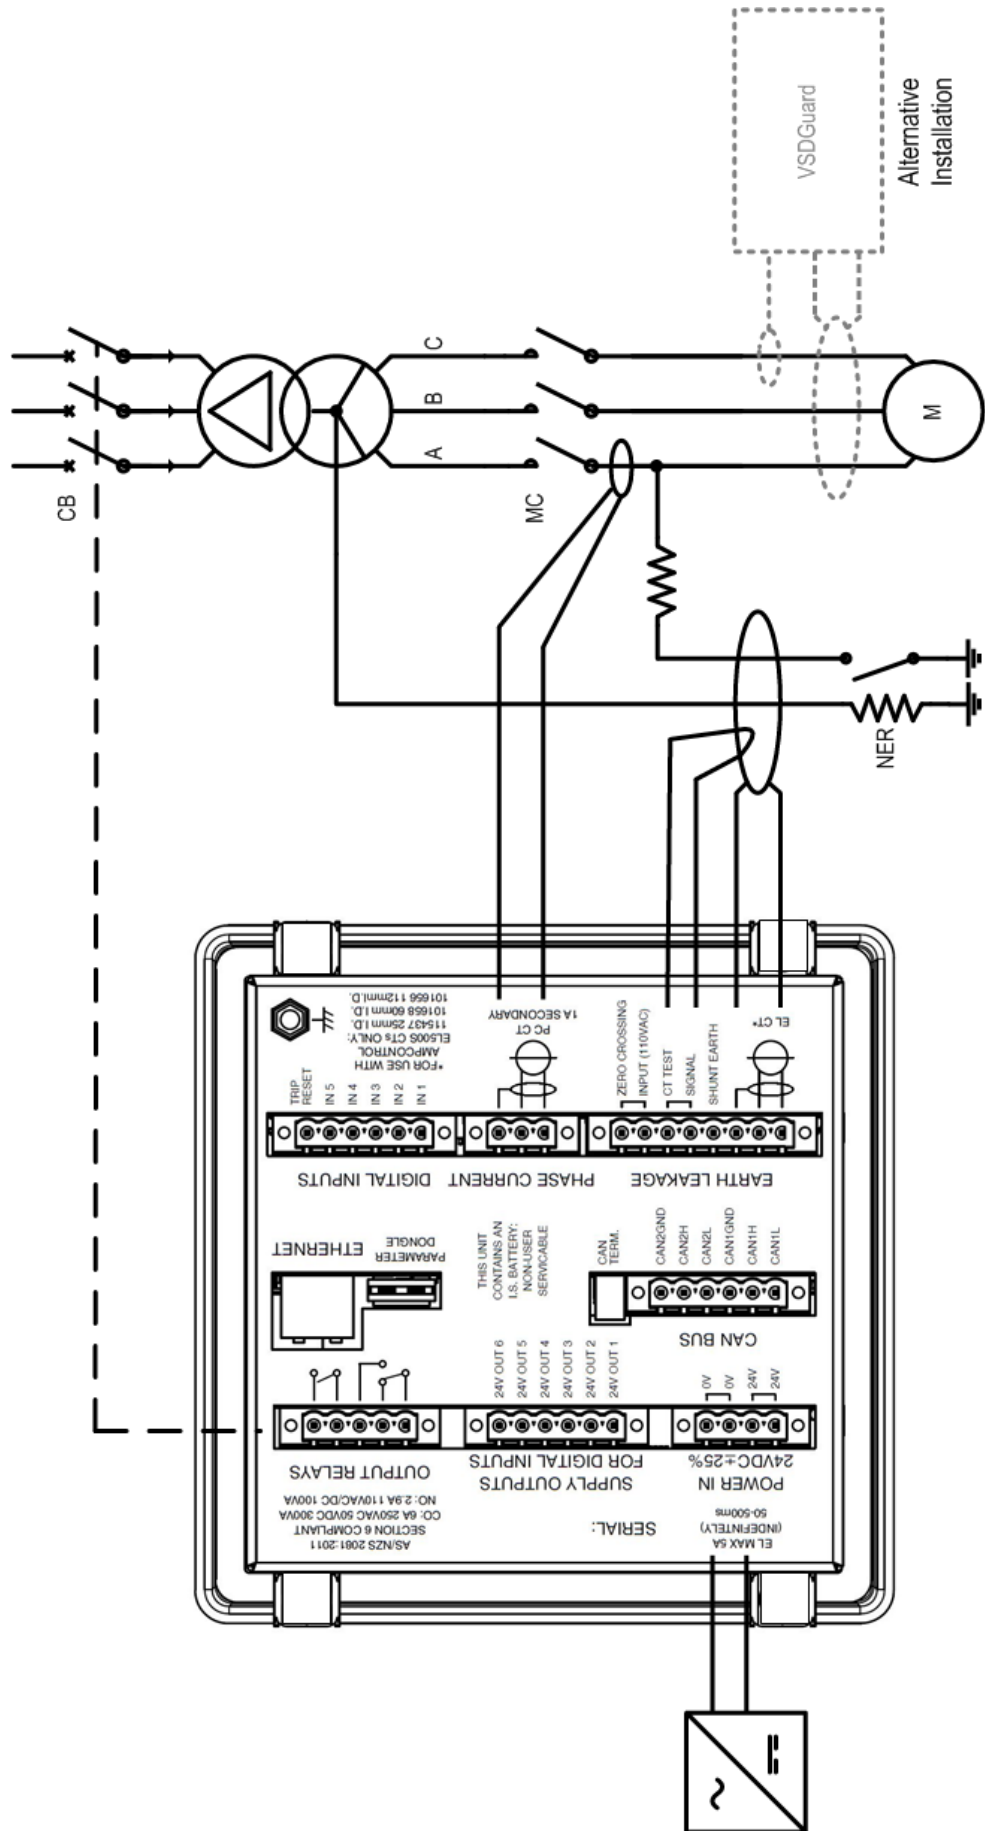 CB
A
B
C
MC
M
NER
VSDGuard
Alternative
Installation
*FOR USE WITH
AMPCONTROL
EL500S CTs ONLY:
115437 25mm I.D.
101658 60mm I.D.
101656 112mm I.D.
TRIP
RESET
IN 5
IN 4
IN 3
IN 2
IN 1
DIGITAL INPUTS
PC CT
1A SECONDARY
PHASE CURRENT
ZERO CROSSING
INPUT (110VAC)
CT TEST
SIGNAL
SHUNT EARTH
EL CT*
EARTH LEAKAGE
ETHERNET
PARAMETER
DONGLE
THIS UNIT
CONTAINS AN
I.S. BATTERY:
NON-USER
SERVICABLE
CAN
TERM.
CAN2GND
CAN2H
CAN2L
CAN1GND
CAN1H
CAN1L
CAN BUS
OUTPUT RELAYS
AS/NZS 2081:2011
SECTION 6 COMPLIANT
CO: 6A 250VAC 50VDC 300VA
NO: 2.9A 110VAC/DC 100VA
24V OUT 6
24V OUT 5
24V OUT 4
24V OUT 3
24V OUT 2
24V OUT 1
SUPPLY OUTPUTS
FOR DIGITAL INPUTS
0V
0V
24V
24V
POWER IN
24VDC±25%
SERIAL:
EL MAX 5A
(INDEFINTELY)
50-500ms